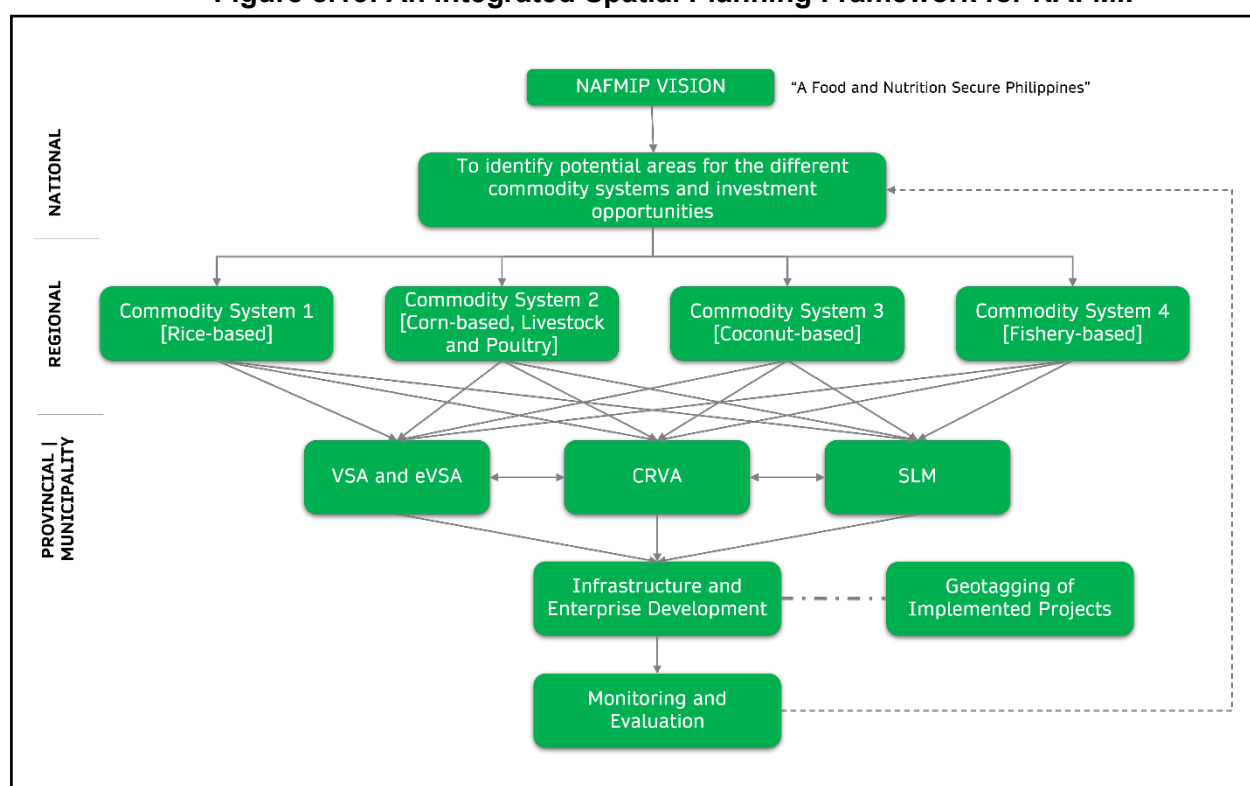 NAFMIP VISION
"A Food and Nutrition Secure Philippines"
NATIONAL
To identify potential areas for the different
commodity systems and investment
opportunities
REGIONAL
Commodity System 1
[Rice-based]
Commodity System 2
[Corn-based, Livestock
and Poultry]
Commodity System 3
[Coconut-based]
Commodity System 4
[Fishery-based]
PROVINCIAL |
MUNICIPALITY
VSA and eVSA
CRVA
SLM
Infrastructure and
Enterprise Development
Geotagging of
Implemented Projects
Monitoring and
Evaluation